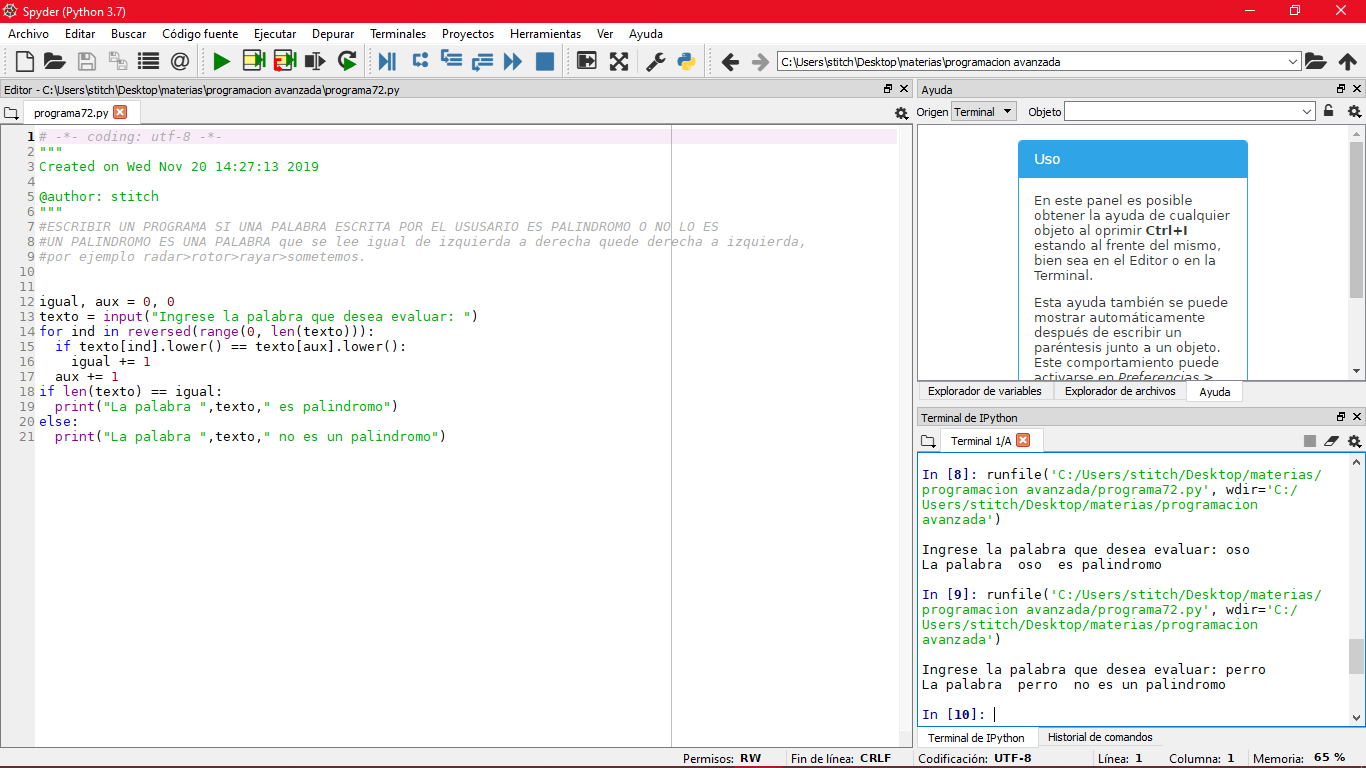 Spyder (Python 3.7)
Archivo Editar Buscar Código fuente Ejecutar Depurar Terminales Proyectos Herramientas Ver Ayuda
C:\Users\stitch\Desktop\materias\programacion avanzada
Editor - C:\Users\stitch\Desktop\materias\programacion avanzada\programa72.py
programa72.py
1 # -*- coding: utf-8 -*-
2 """
3 Created on Wed Nov 20 14:27:13 2019
4
5 @author: stitch
6 """
7 #ESCRIBIR UN PROGRAMA SI UNA PALABRA ESCRITA POR EL USUSARIO ES PALINDROMO O NO LO ES
8 #UN PALINDROMO ES UNA PALABRA que se lee igual de izquierda a derecha quede derecha a izquierda,
9 #por ejemplo radar>rotor>rayar>sometemos.
10
11
12 igual, aux = 0, 0
13 texto = input("Ingrese la palabra que desea evaluar: ")
14 for ind in reversed(range(0, len(texto))):
15   if texto[ind].lower() == texto[aux].lower():
16     igual += 1
17   aux += 1
18 if len(texto) == igual:
19   print("La palabra ",texto," es palindromo")
20 else:
21   print("La palabra ",texto," no es un palindromo")
Ayuda
Origen Terminal Objeto
Uso
En este panel es posible
obtener la ayuda de cualquier
objeto al oprimir Ctrl+I
estando al frente del mismo,
bien sea en el Editor o en la
Terminal.
Esta ayuda también se puede
mostrar automáticamente
después de escribir un
paréntesis junto a un objeto.
Este comportamiento puede
activarse en Preferencias >
Explorador de variables Explorador de archivos Ayuda
Terminal de IPython
Terminal 1/A
In [8]: runfile('C:/Users/stitch/Desktop/materias/
programacion avanzada/programa72.py', wdir='C:/
Users/stitch/Desktop/materias/programacion
avanzada')
Ingrese la palabra que desea evaluar: oso
La palabra  oso  es palindromo
In [9]: runfile('C:/Users/stitch/Desktop/materias/
programacion avanzada/programa72.py', wdir='C:/
Users/stitch/Desktop/materias/programacion
avanzada')
Ingrese la palabra que desea evaluar: perro
La palabra  perro  no es un palindromo
In [10]:
Terminal de IPython Historial de comandos
Permisos: RW Fin de línea: CRLF Codificación: UTF-8 Línea: 1 Columna: 1 Memoria: 65 %